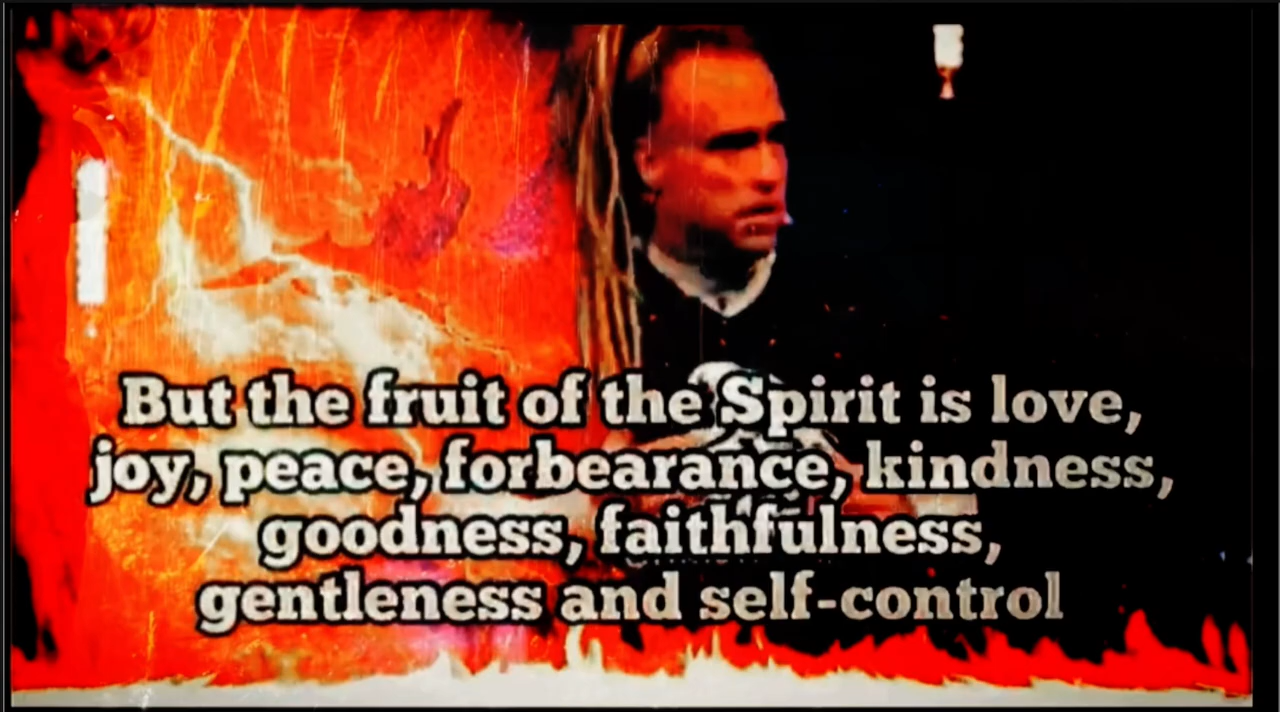 But the fruit of the Spirit is love,
joy, peace, forbearance, kindness,
goodness, faithfulness,
gentleness and self-control